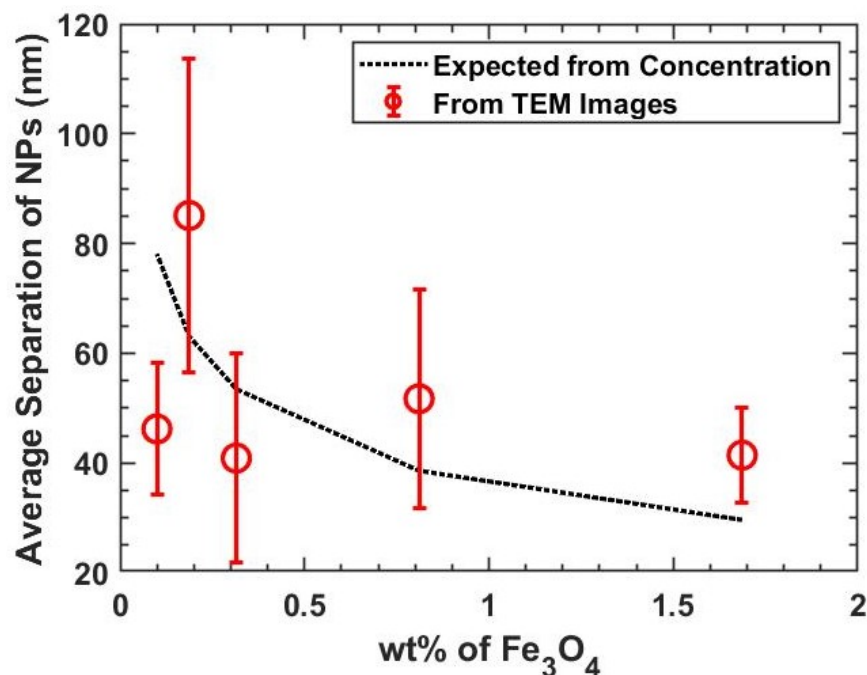 120
100
80
60
40
20
Average Separation of NPs (nm)
Expected from Concentration
From TEM Images
0
0.5
1
1.5
2
wt% of Fe₃O₄